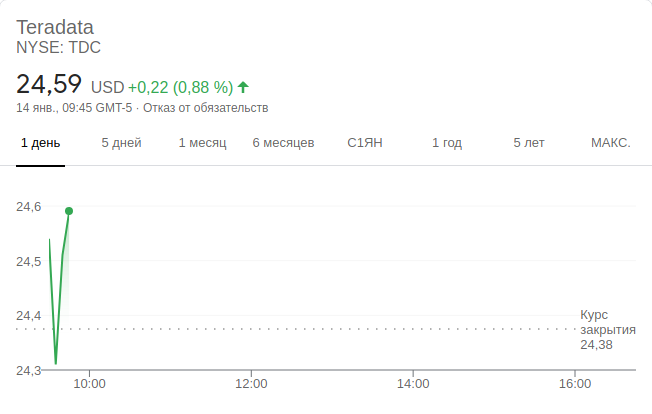 Teradata
NYSE: TDC
24,59 USD +0,22 (0,88 %)
14 янв., 09:45 GMT-5 · Отказ от обязательств
1 день 5 дней 1 месяц 6 месяцев С1ЯН 1 год 5 лет МАКС.
24,6
24,5
24,4
Курс
закрытия
24,38
24,3
10:00 12:00 14:00 16:00